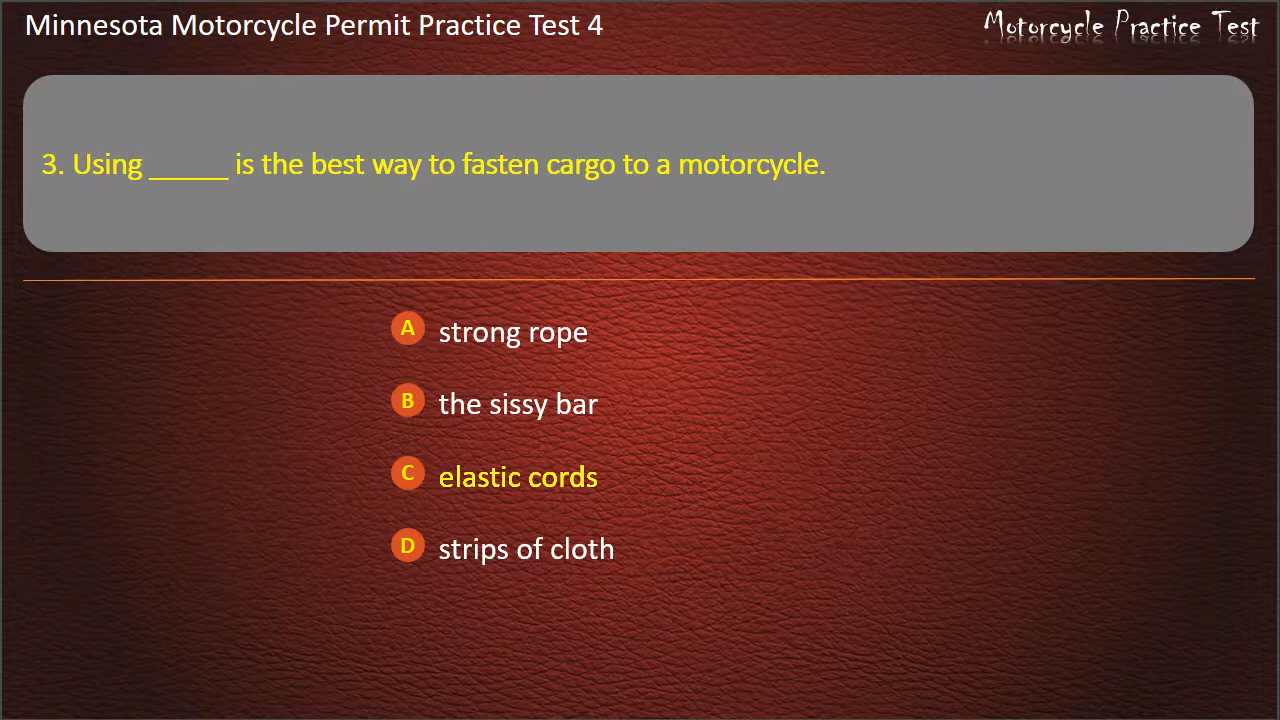 Minnesota Motorcycle Permit Practice Test 4
Motorcycle Practice Test
3. Using _____ is the best way to fasten cargo to a motorcycle.
A strong rope
B the sissy bar
C elastic cords
D strips of cloth